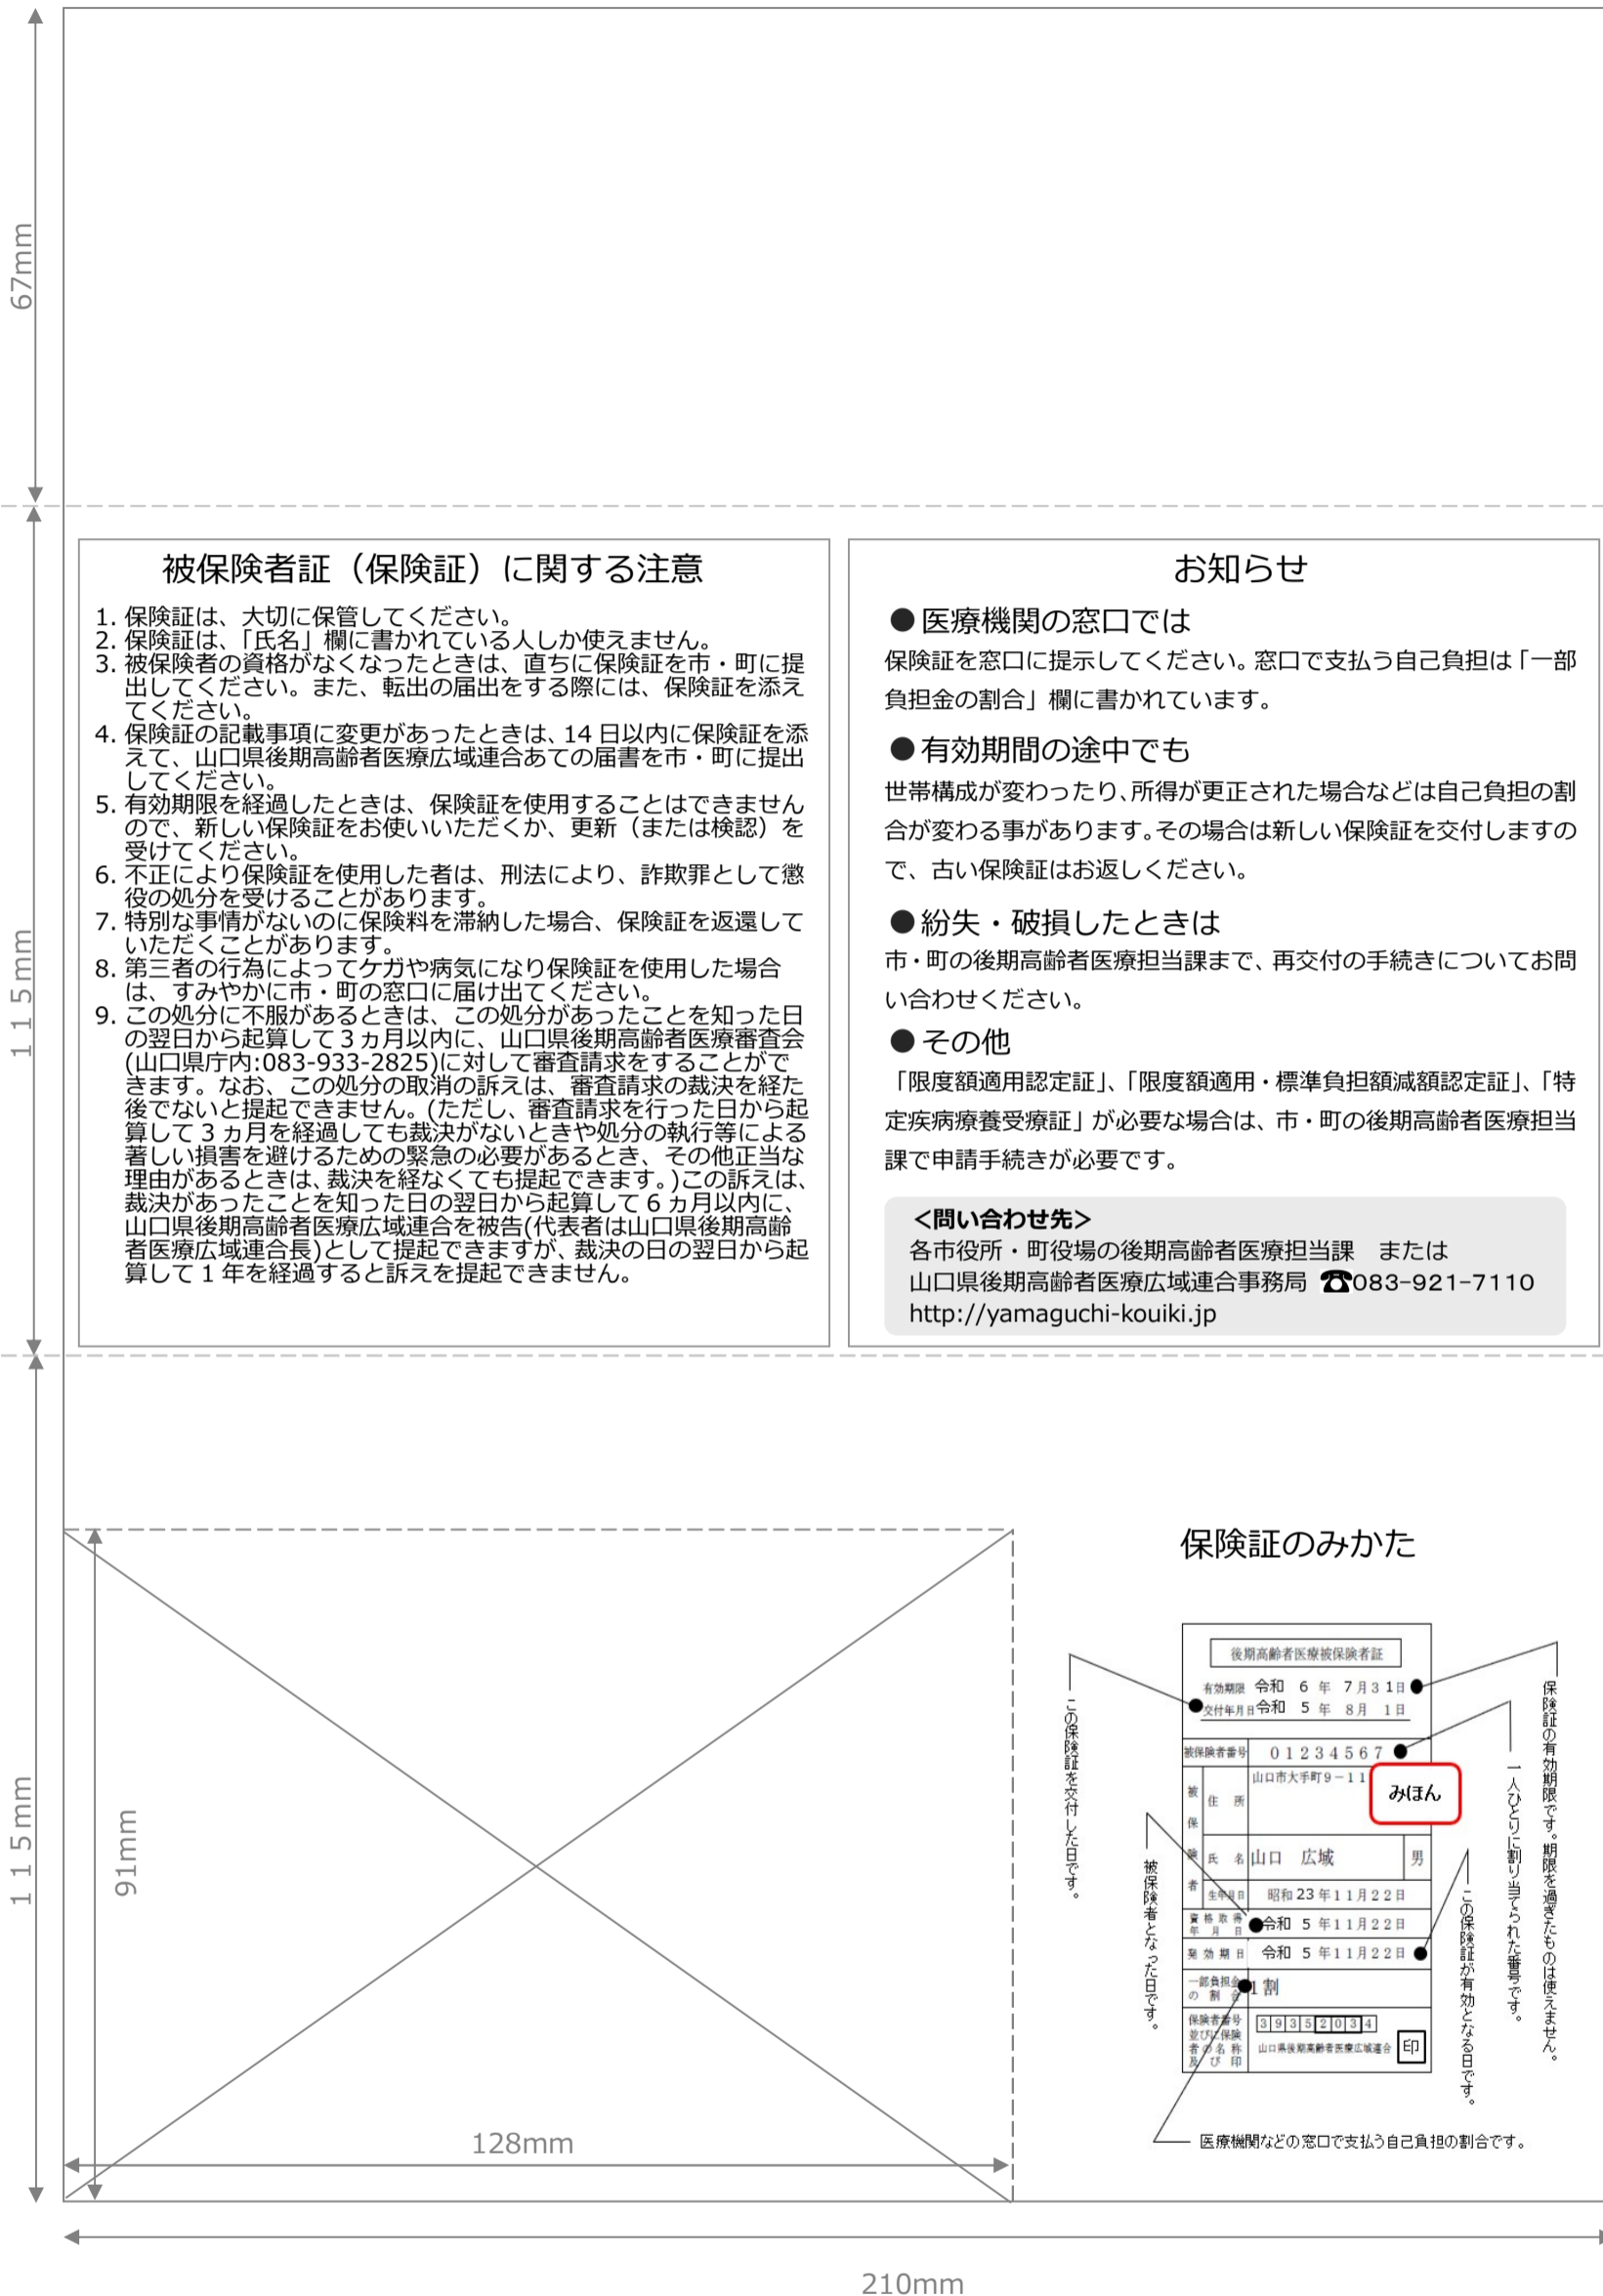 67mm
115mm
115mm
被保険者証（保険証）に関する注意
1. 保険証は、大切に保管してください。
2. 保険証は、「氏名」欄に書かれている人しか使えません。
3. 被保険者の資格がなくなったときは、直ちに保険証を市・町に提
出してください。また、転出の届出をする際には、保険証を添え
てください。
4. 保険証の記載事項に変更があったときは、14 日以内に保険証を添
えて、山口県後期高齢者医療広域連合あての届書を市・町に提出
してください。
5. 有効期限を経過したときは、保険証を使用することはできません
ので、新しい保険証をお使いいただくか、更新（または検認）を
受けてください。
6. 不正により保険証を使用した者は、刑法により、詐欺罪として懲
役の処分を受けることがあります。
7. 特別な事情がないのに保険料を滞納した場合、保険証を返還して
いただくことがあります。
8. 第三者の行為によってケガや病気になり保険証を使用した場合
は、すみやかに市・町の窓口に届け出てください。
9. この処分に不服があるときは、この処分があったことを知った日
の翌日から起算して３ヵ月以内に、山口県後期高齢者医療審査会
(山口県庁内:083-933-2825)に対して審査請求をすることがで
きます。なお、この処分の取消の訴えは、審査請求の裁決を経た
後でないと提起できません。(ただし、審査請求を行った日から起
算して 3 ヵ月を経過しても裁決がないときや処分の執行等による
著しい損害を避けるための緊急の必要があるとき、その他正当な
理由があるときは、裁決を経なくても提起できます。)この訴えは、
裁決があったことを知った日の翌日から起算して 6 ヵ月以内に、
山口県後期高齢者医療広域連合を被告(代表者は山口県後期高齢
者医療広域連合長)として提起できますが、裁決の日の翌日から起
算して 1 年を経過すると訴えを提起できません。
お知らせ
●医療機関の窓口では
保険証を窓口に提示してください。窓口で支払う自己負担は「一部
負担金の割合」欄に書かれています。
●有効期間の途中でも
世帯構成が変わったり、所得が更正された場合などは自己負担の割
合が変わる事があります。その場合は新しい保険証を交付しますの
で、古い保険証はお返しください。
●紛失・破損したときは
市・町の後期高齢者医療担当課まで、再交付の手続きについてお問
い合わせください。
●その他
「限度額適用認定証」、「限度額適用・標準負担額減額認定証」、「特
定疾病療養受療証」が必要な場合は、市・町の後期高齢者医療担当
課で申請手続きが必要です。
＜問い合わせ先＞
各市役所・町役場の後期高齢者医療担当課　または
山口県後期高齢者医療広域連合事務局 ☎083-921-7110
http://yamaguchi-kouiki.jp
91mm
128mm
保険証のみかた
後期高齢者医療被保険者証
有効期限 令和 6 年 7月31日
交付年月日 令和 5 年 8月 1日
被保険者番号 01234567
被保険者
住所 山口市大手町９－１１
みほん
氏名 山口 広域 男
生年月日 昭和23年11月22日
資格取得年月日 令和 5 年11月22日
発効期日 令和 5 年11月22日
一部負担金の割合 1割
保険者番号並びに保険者の名称及び印
39352034
山口県後期高齢者医療広域連合 印
保険証の有効期限です。期限を過ぎたものは使えません。
一人ひとりに割り当てられた番号です。
この保険証が有効となる日です。
被保険者となった日です。
この保険証を交付した日です。
医療機関などの窓口で支払う自己負担の割合です。
210mm